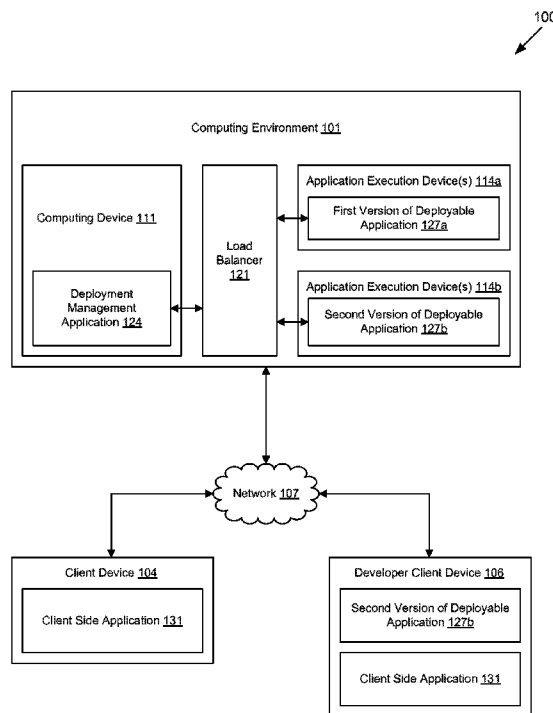 100
Computing Environment 101
Computing Device 111
Deployment
Management
Application 124
Load
Balancer
121
Application Execution Device(s) 114a
First Version of Deployable
Application 127a
Application Execution Device(s) 114b
Second Version of Deployable
Application 127b
Network 107
Client Device 104
Client Side Application 131
Developer Client Device 106
Second Version of Deployable
Application 127b
Client Side Application 131